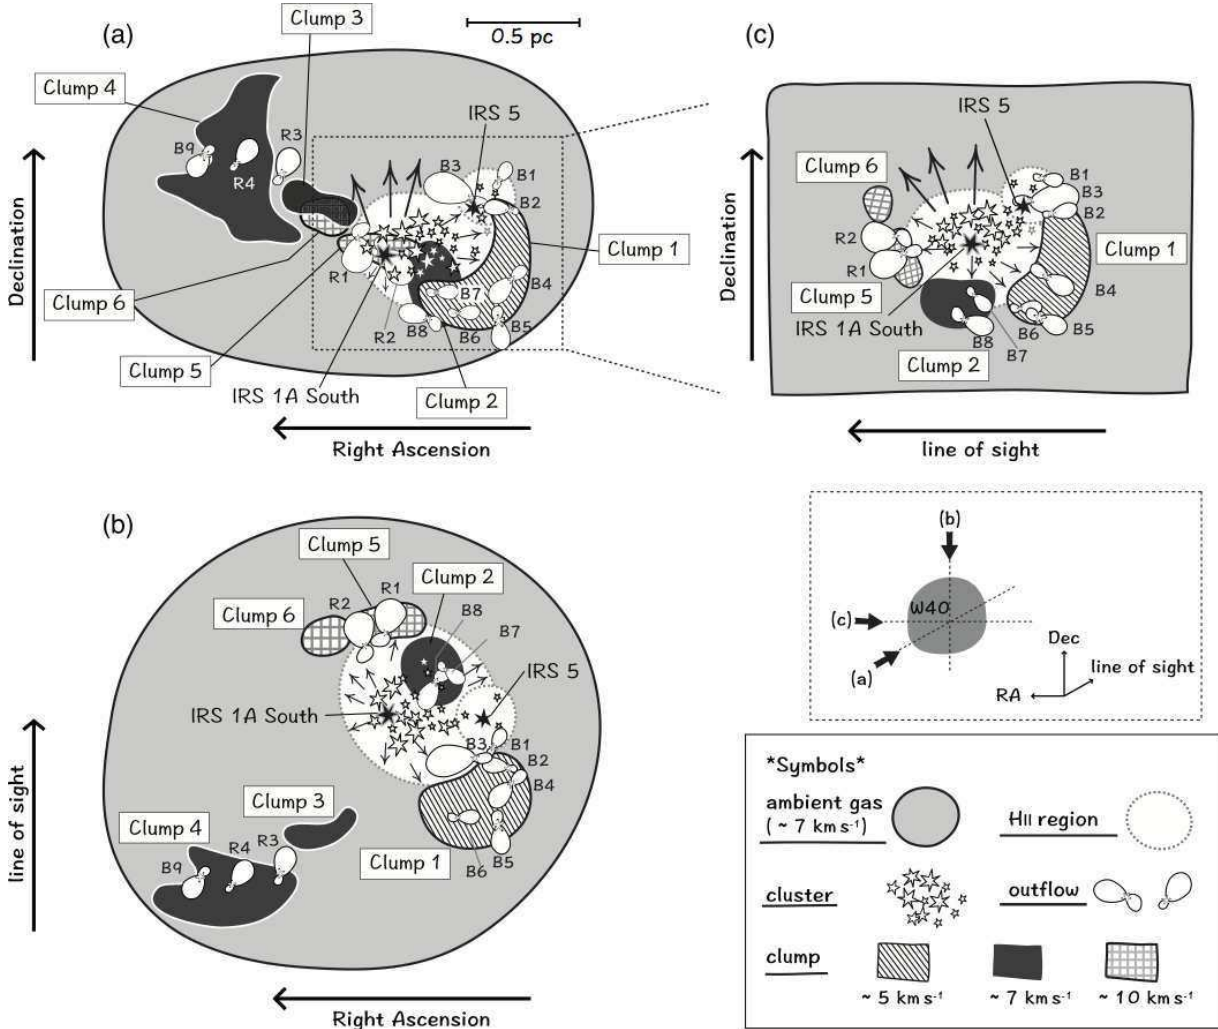 (a)
Clump 3
0.5 pc
Clump 4
IRS 5
R3
B9
R4
B3
B1
B2
Clump 1
R1
Clump 6
B7
B4
R2
B8
B6
B5
Clump 5
IRS 1A South
Clump 2
Declination
Right Ascension
(c)
IRS 5
Clump 6
B1
B3
B2
R2
Clump 1
R1
B4
Clump 5
IRS 1A South
B6
B5
B8
B7
Clump 2
Declination
line of sight
(b)
Clump 5
Clump 2
R1
R2
Clump 6
B8
B7
IRS 5
IRS 1A South
B3
B1
B2
B4
Clump 3
Clump 4
R4
R3
B9
Clump 1
B5
B6
line of sight
Right Ascension
(b)
W40
(c)
(a)
Dec
line of sight
RA
*Symbols*
ambient gas
(~ 7 km s⁻¹)
HII region
cluster
outflow
clump
~ 5 km s⁻¹
~ 7 km s⁻¹
~ 10 km s⁻¹